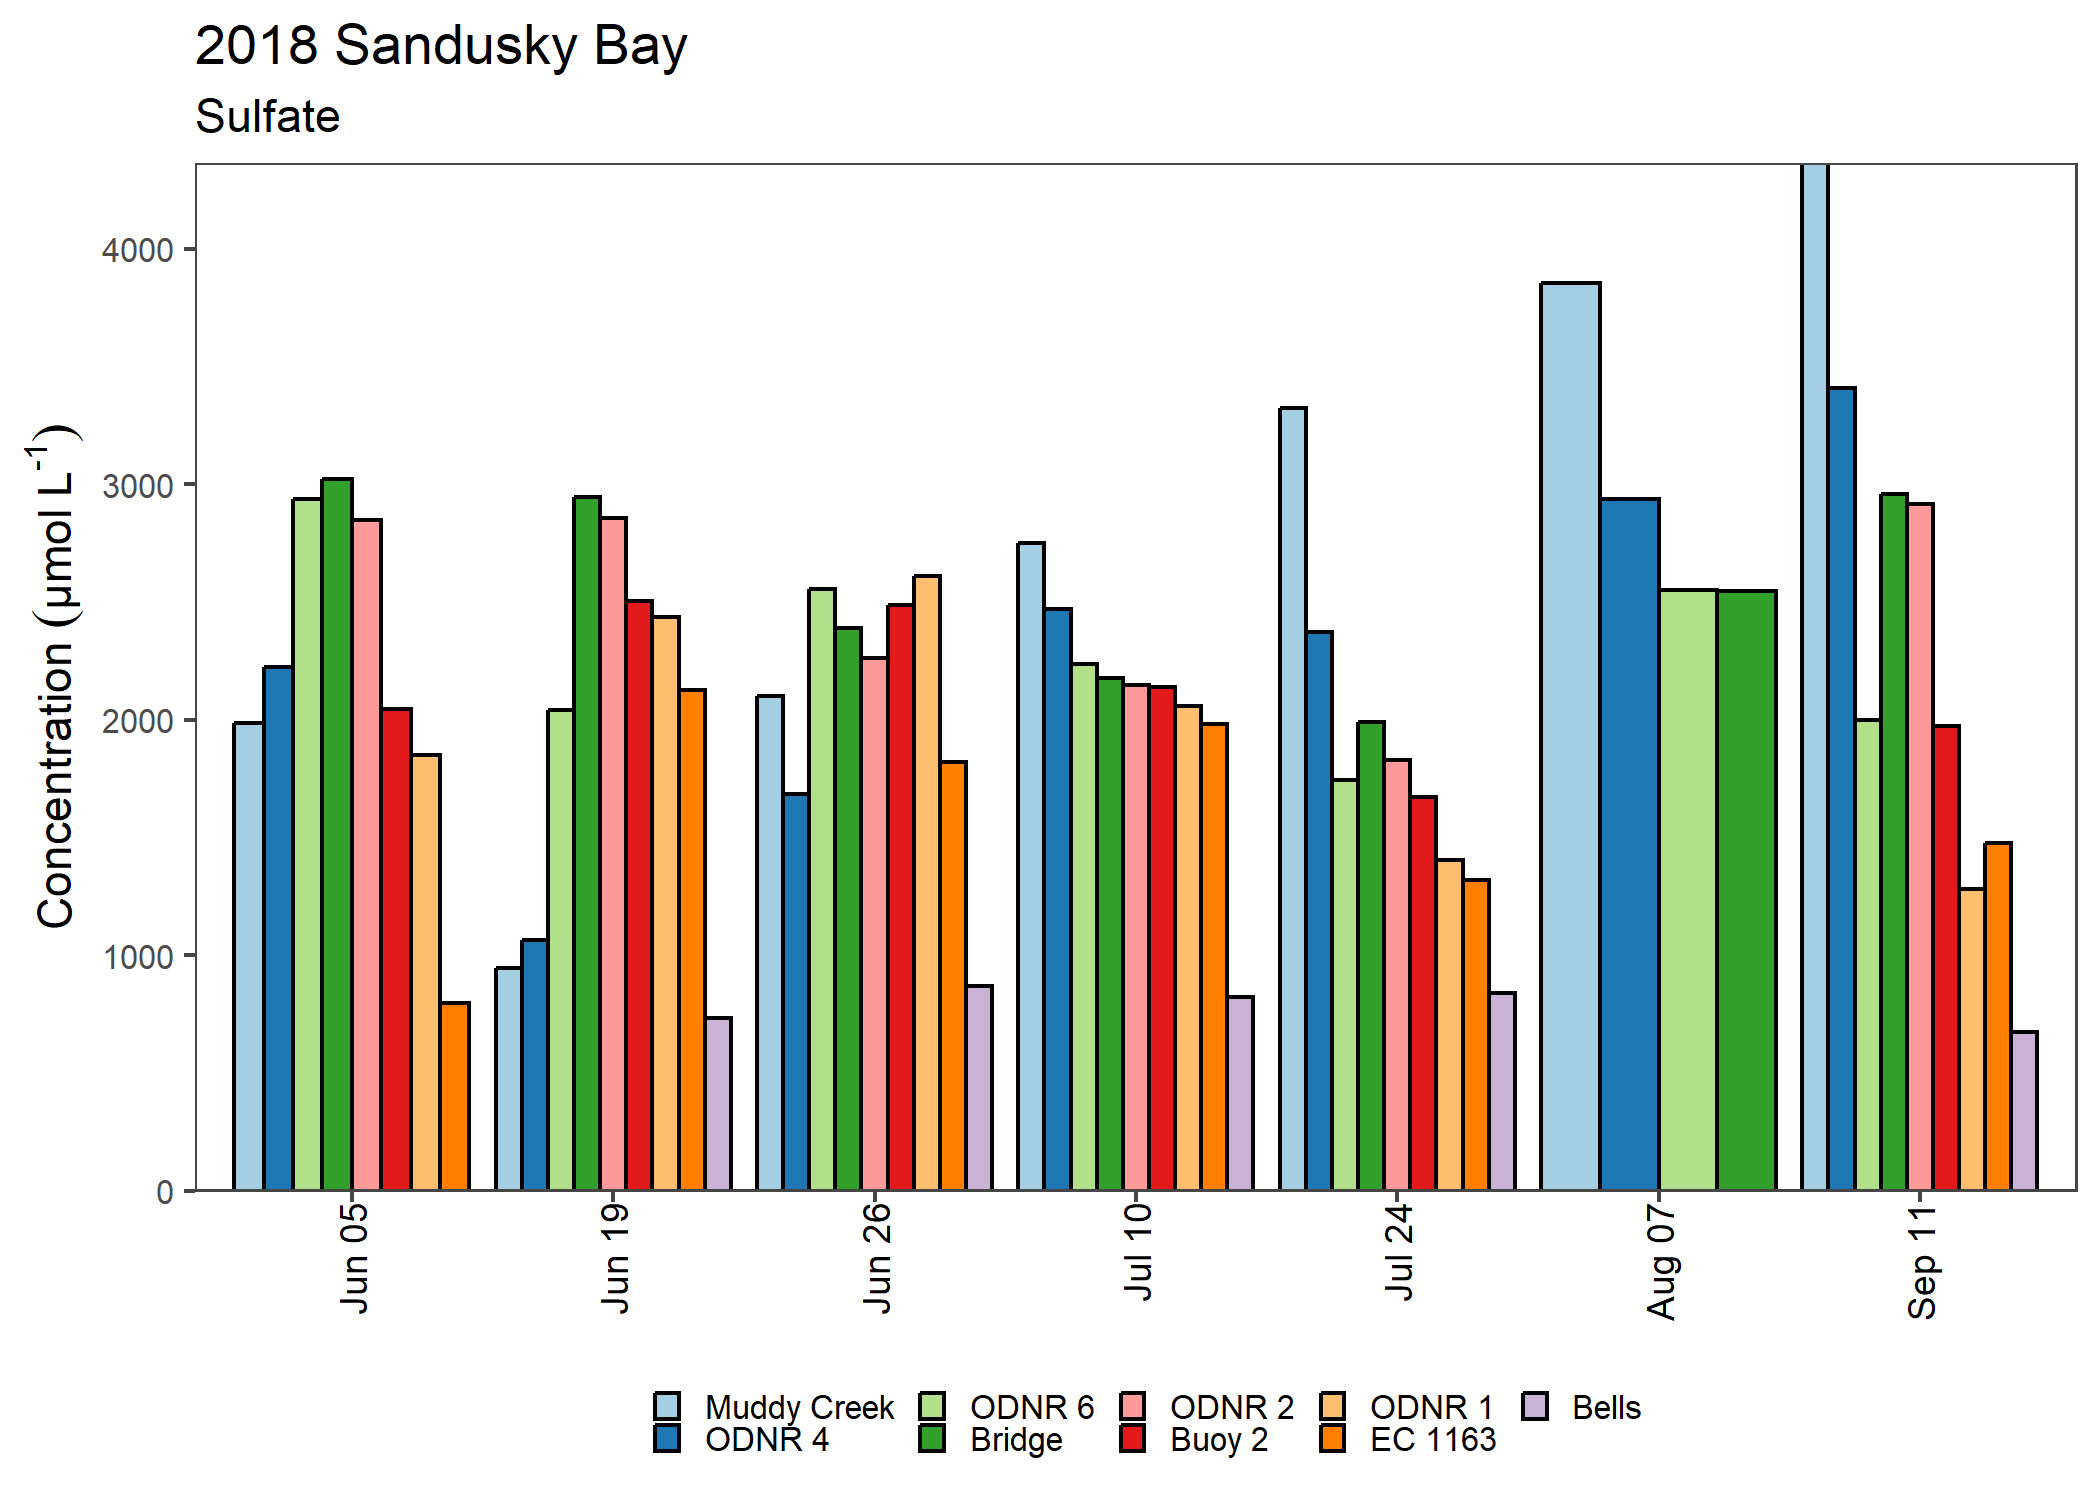 2018 Sandusky Bay
Sulfate
Concentration (µmol L⁻¹)
4000
3000
2000
1000
0
Jun 05
Jun 19
Jun 26
Jul 10
Jul 24
Aug 07
Sep 11
Muddy Creek ODNR 6 ODNR 2 ODNR 1 Bells
ODNR 4 Bridge Buoy 2 EC 1163